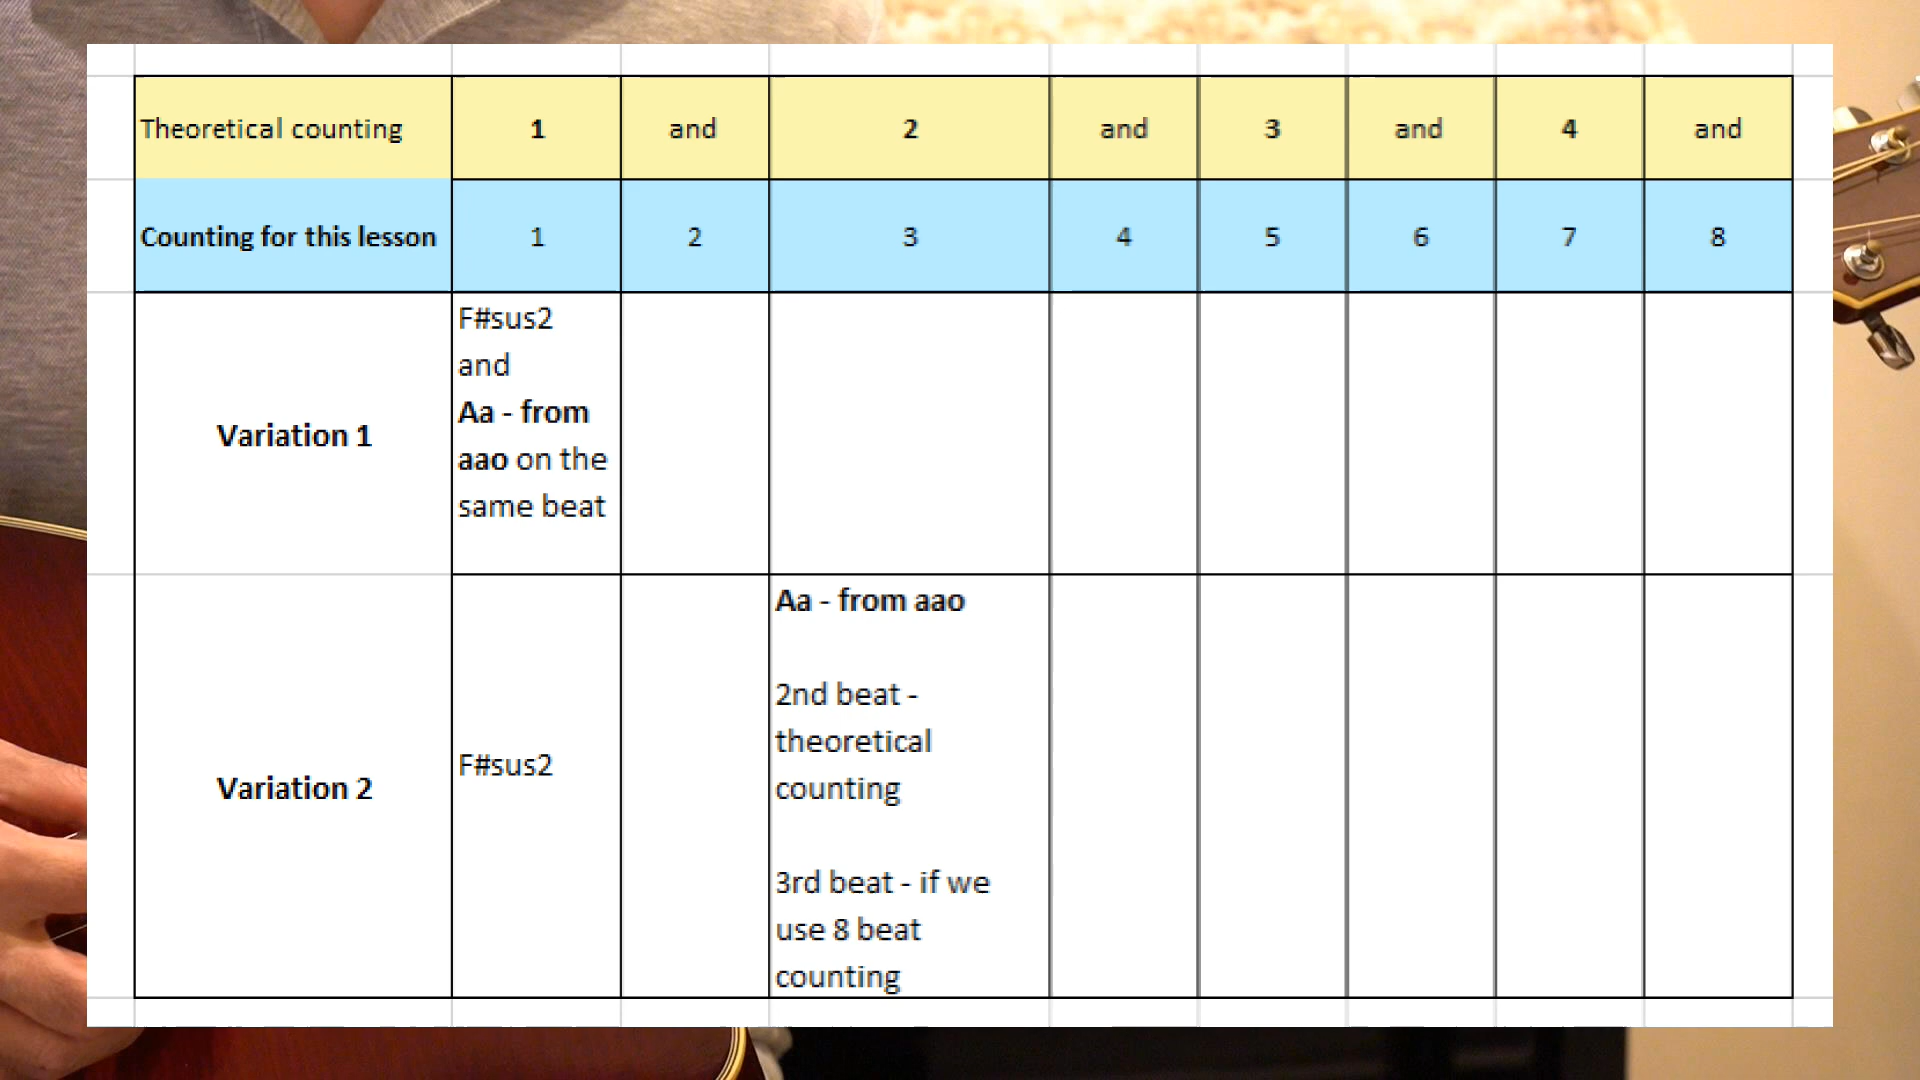 Theoretical counting 1 and 2 and 3 and 4 and
Counting for this lesson 1 2 3 4 5 6 7 8
Variation 1
F#sus2
and
Aa - from
aao on the
same beat
Variation 2
F#sus2
Aa - from aao
2nd beat -
theoretical
counting
3rd beat - if we
use 8 beat
counting